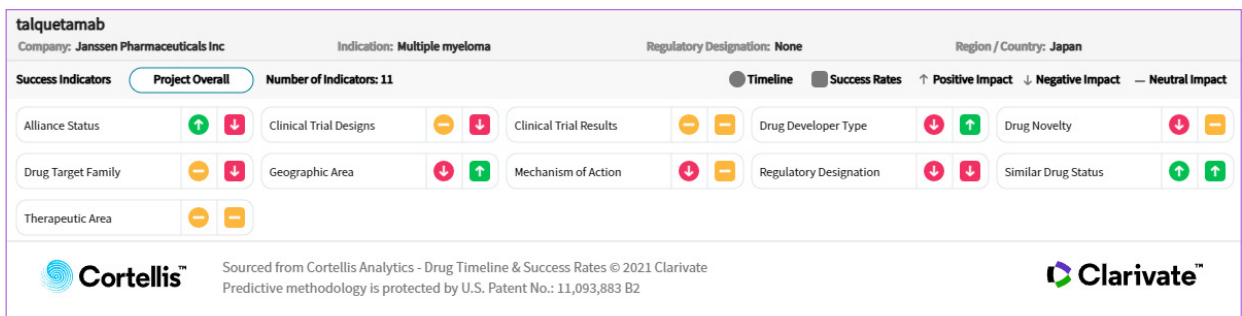 talquetamab
Company: Janssen Pharmaceuticals Inc Indication: Multiple myeloma Regulatory Designation: None Region / Country: Japan
Success Indicators Project Overall Number of Indicators: 11 Timeline Success Rates ↑ Positive Impact ↓ Negative Impact — Neutral Impact
Alliance Status Clinical Trial Designs Clinical Trial Results Drug Developer Type Drug Novelty
Drug Target Family Geographic Area Mechanism of Action Regulatory Designation Similar Drug Status
Therapeutic Area
Cortellis™ Sourced from Cortellis Analytics - Drug Timeline & Success Rates © 2021 Clarivate Clarivate™
Predictive methodology is protected by U.S. Patent No.: 11,093,883 B2